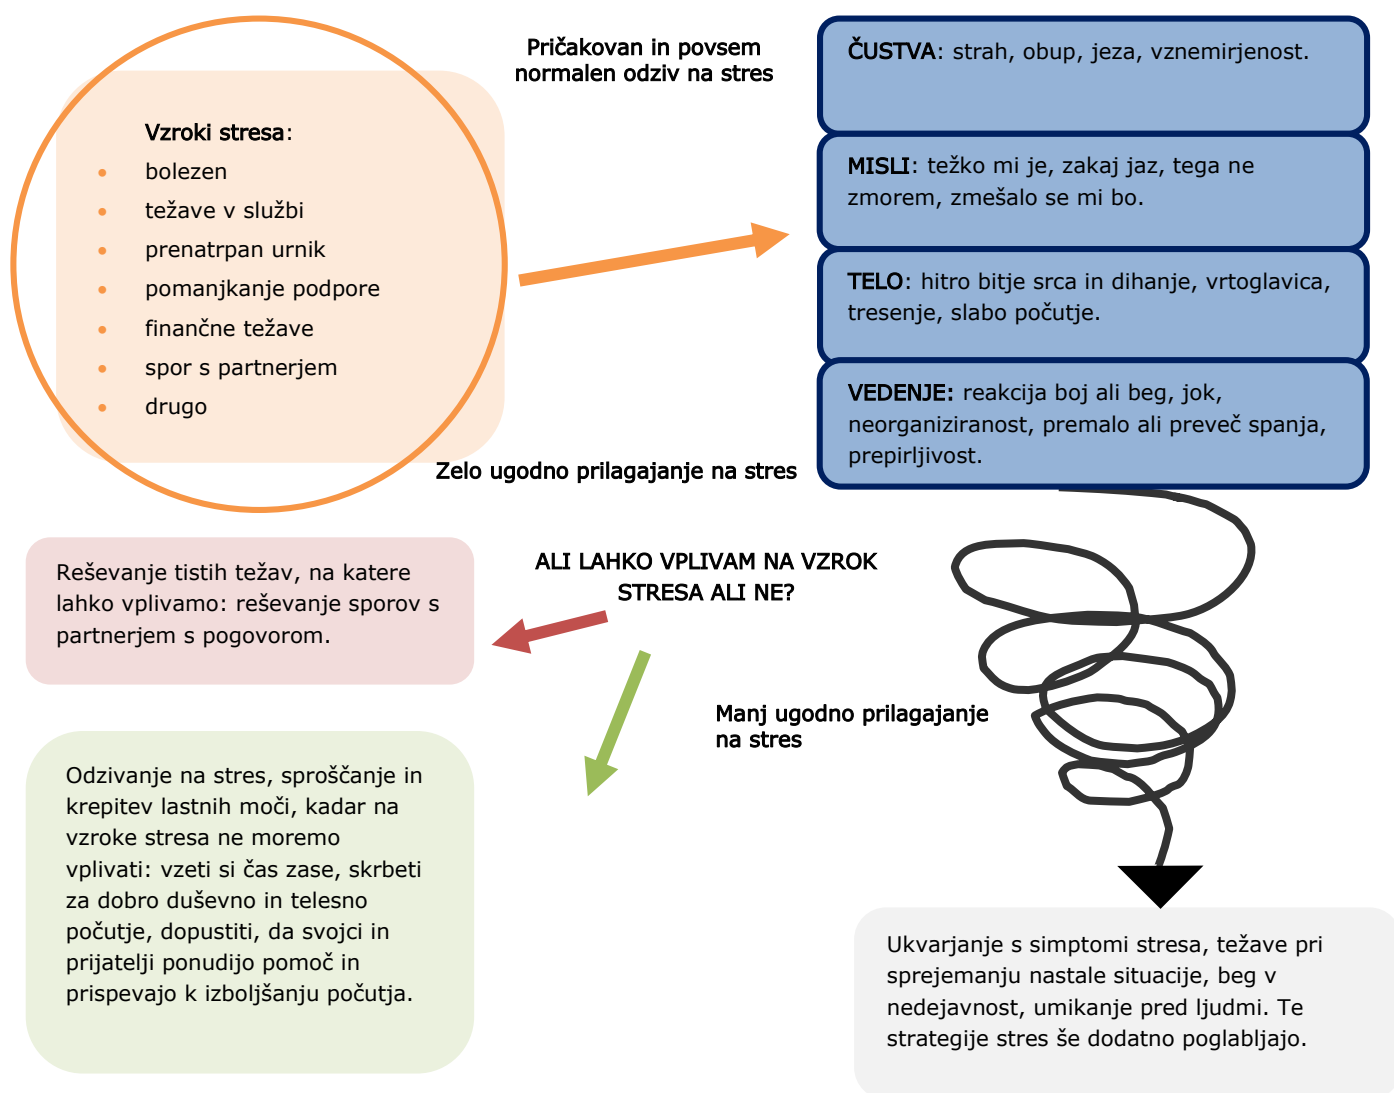 Pričakovan in povsem
normalen odziv na stres
Vzroki stresa:
• bolezen
• težave v službi
• prenatrpan urnik
• pomanjkanje podpore
• finančne težave
• spor s partnerjem
• drugo
ČUSTVA: strah, obup, jeza, vznemirjenost.
MISLI: težko mi je, zakaj jaz, tega ne
zmorem, zmešalo se mi bo.
TELO: hitro bitje srca in dihanje, vrtoglavica,
tresenje, slabo počutje.
VEDENJE: reakcija boj ali beg, jok,
neorganiziranost, premalo ali preveč spanja,
prepirljivost.
Zelo ugodno prilagajanje na stres
ALI LAHKO VPLIVAM NA VZROK
STRESA ALI NE?
Reševanje tistih težav, na katere
lahko vplivamo: reševanje sporov s
partnerjem s pogovorom.
Manj ugodno prilagajanje
na stres
Odzivanje na stres, sproščanje in
krepitev lastnih moči, kadar na
vzroke stresa ne moremo
vplivati: vzeti si čas zase, skrbeti
za dobro duševno in telesno
počutje, dopustiti, da svojci in
prijatelji ponudijo pomoč in
prispevajo k izboljšanju počutja.
Ukvarjanje s simptomi stresa, težave pri
sprejemanju nastale situacije, beg v
nedejavnost, umikanje pred ljudmi. Te
strategije stres še dodatno poglabljajo.